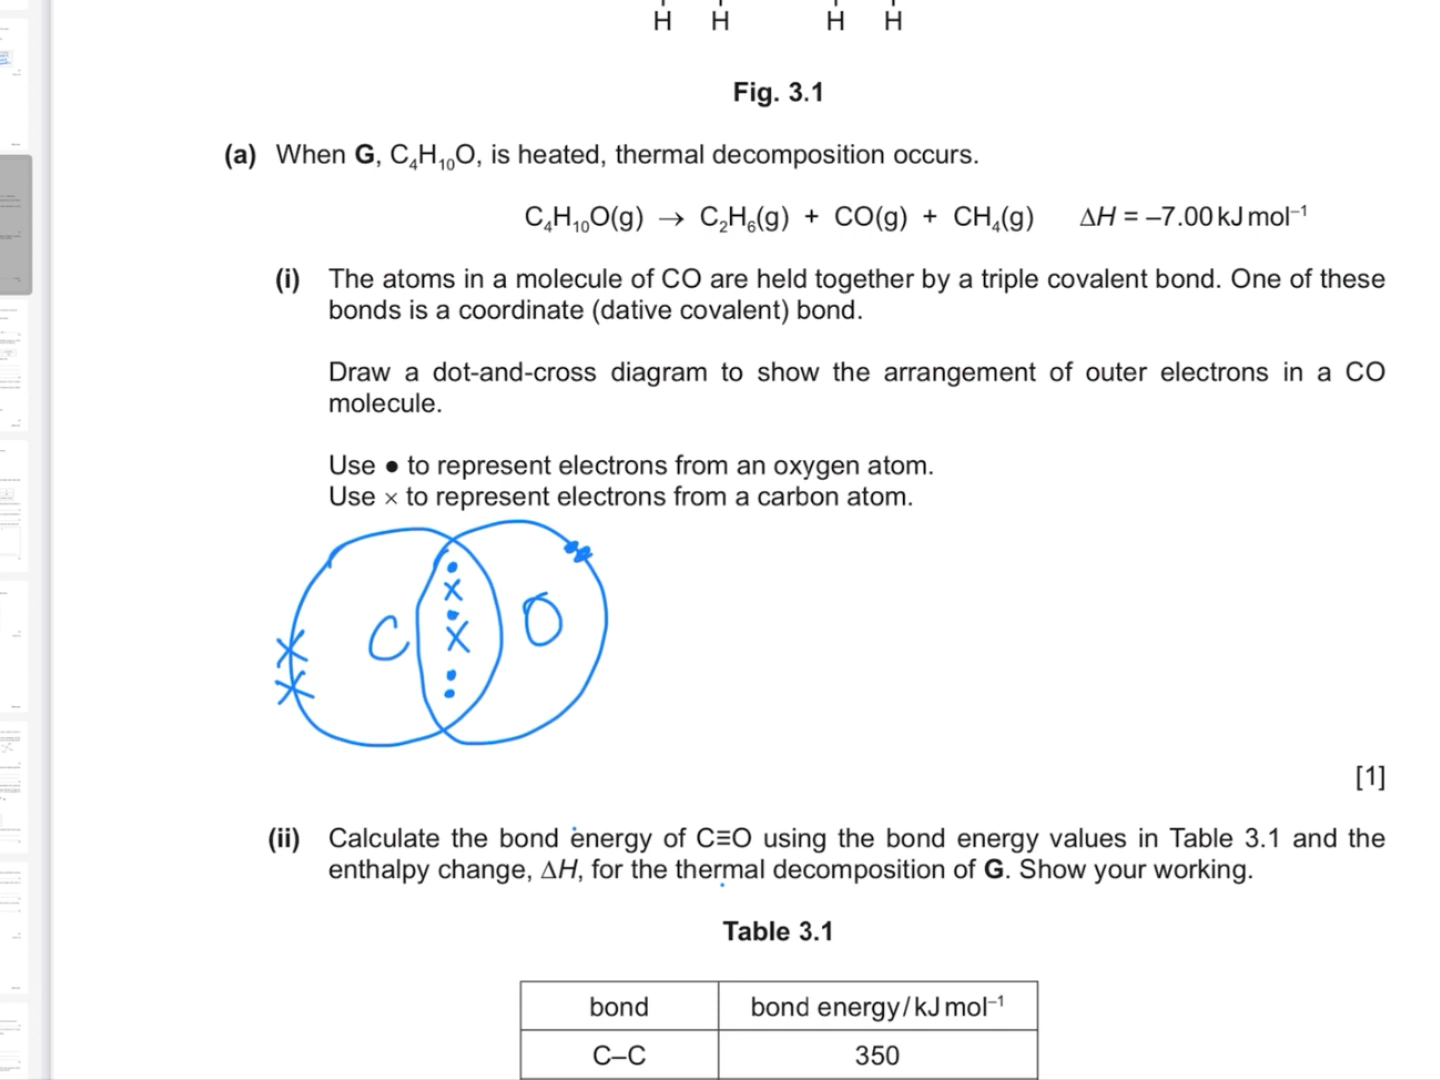 H H H H
Fig. 3.1
(a) When G, C₄H₁₀O, is heated, thermal decomposition occurs.
C₄H₁₀O(g) → C₂H₆(g) + CO(g) + CH₄(g) ΔH = –7.00 kJ mol⁻¹
(i) The atoms in a molecule of CO are held together by a triple covalent bond. One of these
bonds is a coordinate (dative covalent) bond.
Draw a dot-and-cross diagram to show the arrangement of outer electrons in a CO
molecule.
Use ● to represent electrons from an oxygen atom.
Use × to represent electrons from a carbon atom.
C O
[1]
(ii) Calculate the bond energy of C≡O using the bond energy values in Table 3.1 and the
enthalpy change, ΔH, for the thermal decomposition of G. Show your working.
Table 3.1
bond bond energy / kJ mol⁻¹
C–C 350